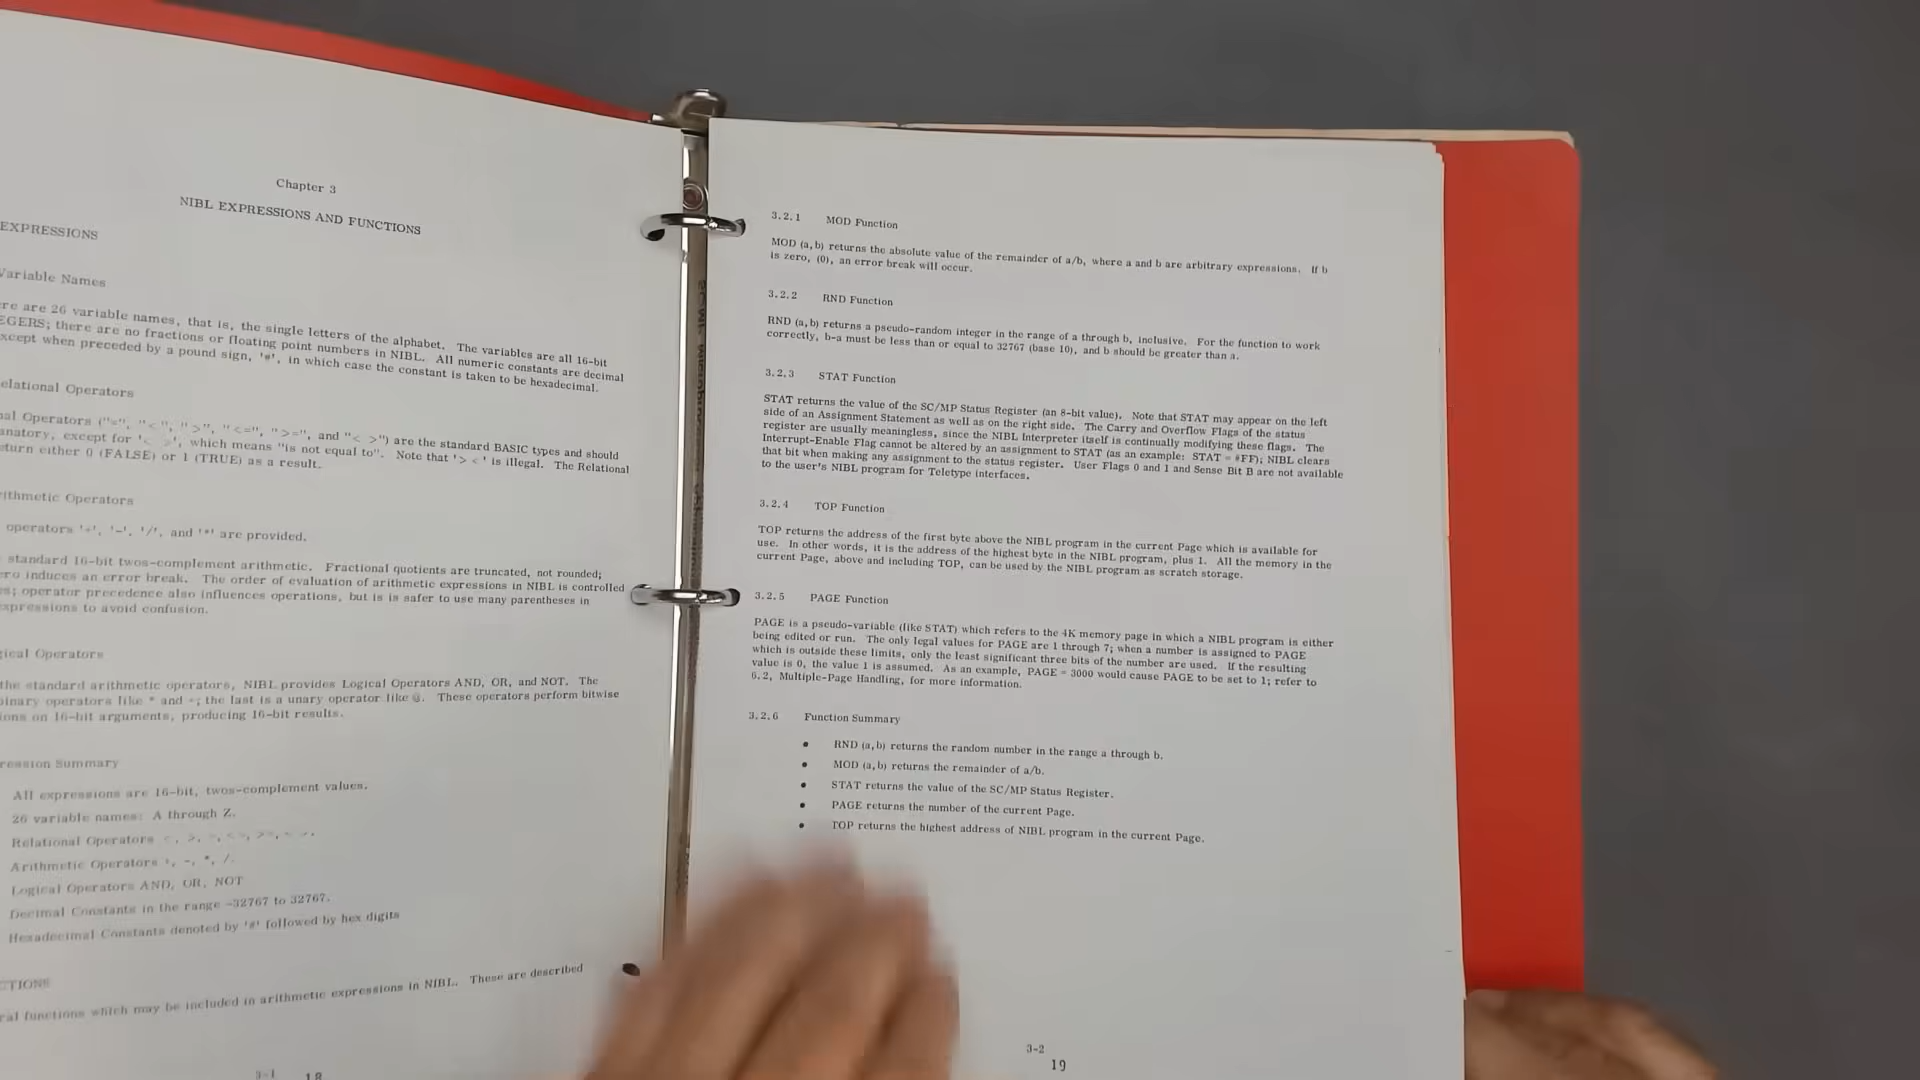 Chapter 3
NIBL EXPRESSIONS AND FUNCTIONS
EXPRESSIONS
Variable Names
re are 26 variable names, that is, the single letters of the alphabet. The variables are all 16-bit
EGERS; there are no fractions or floating point numbers in NIBL. All numeric constants are decimal
xcept when preceded by a pound sign, '#', in which case the constant is taken to be hexadecimal.
elational Operators
nal Operators ("=", "<", ">", "<=", ">=", and "< >") are the standard BASIC types and should
anatory, except for '< >', which means "is not equal to". Note that '> <' is illegal. The Relational
eturn either 0 (FALSE) or 1 (TRUE) as a result.
rithmetic Operators
operators '+', '-', '/', and '*' are provided.
standard 16-bit twos-complement arithmetic. Fractional quotients are truncated, not rounded;
ero induces an error break. The order of evaluation of arithmetic expressions in NIBL is controlled
es; operator precedence also influences operations, but is is safer to use many parentheses in
expressions to avoid confusion.
gical Operators
the standard arithmetic operators, NIBL provides Logical Operators AND, OR, and NOT. The
binary operators like * and ; the last is a unary operator like @. These operators perform bitwise
ions on 16-bit arguments, producing 16-bit results.
ression Summary
All expressions are 16-bit, twos-complement values.
26 variable names: A through Z.
Relational Operators
Arithmetic Operators +, -, *, /.
Logical Operators AND, OR, NOT
Decimal Constants in the range -32767 to 32767.
Hexadecimal Constants denoted by '#' followed by hex digits
CTIONS
ral functions which may be included in arithmetic expressions in NIBL. These are described
3-1 18
3.2.1 MOD Function
MOD (a,b) returns the absolute value of the remainder of a/b, where a and b are arbitrary expressions. If b
is zero, (0), an error break will occur.
3.2.2 RND Function
RND (a,b) returns a pseudo-random integer in the range of a through b, inclusive. For the function to work
correctly, b-a must be less than or equal to 32767 (base 10), and b should be greater than a.
3.2.3 STAT Function
STAT returns the value of the SC/MP Status Register (an 8-bit value). Note that STAT may appear on the left
side of an Assignment Statement as well as on the right side. The Carry and Overflow Flags of the status
register are usually meaningless, since the NIBL Interpreter itself is continually modifying these flags. The
Interrupt-Enable Flag cannot be altered by an assignment to STAT (as an example: STAT = #FF); NIBL clears
that bit when making any assignment to the status register. User Flags 0 and 1 and Sense Bit B are not available
to the user's NIBL program for Teletype interfaces.
3.2.4 TOP Function
TOP returns the address of the first byte above the NIBL program in the current Page which is available for
use. In other words, it is the address of the highest byte in the NIBL program, plus 1. All the memory in the
current Page, above and including TOP, can be used by the NIBL program as scratch storage.
3.2.5 PAGE Function
PAGE is a pseudo-variable (like STAT) which refers to the 4K memory page in which a NIBL program is either
being edited or run. The only legal values for PAGE are 1 through 7; when a number is assigned to PAGE
which is outside these limits, only the least significant three bits of the number are used. If the resulting
value is 0, the value 1 is assumed. As an example, PAGE = 3000 would cause PAGE to be set to 1; refer to
6.2, Multiple-Page Handling, for more information.
3.2.6 Function Summary
• RND (a,b) returns the random number in the range a through b.
• MOD (a,b) returns the remainder of a/b.
• STAT returns the value of the SC/MP Status Register.
• PAGE returns the number of the current Page.
• TOP returns the highest address of NIBL program in the current Page.
3-2
19